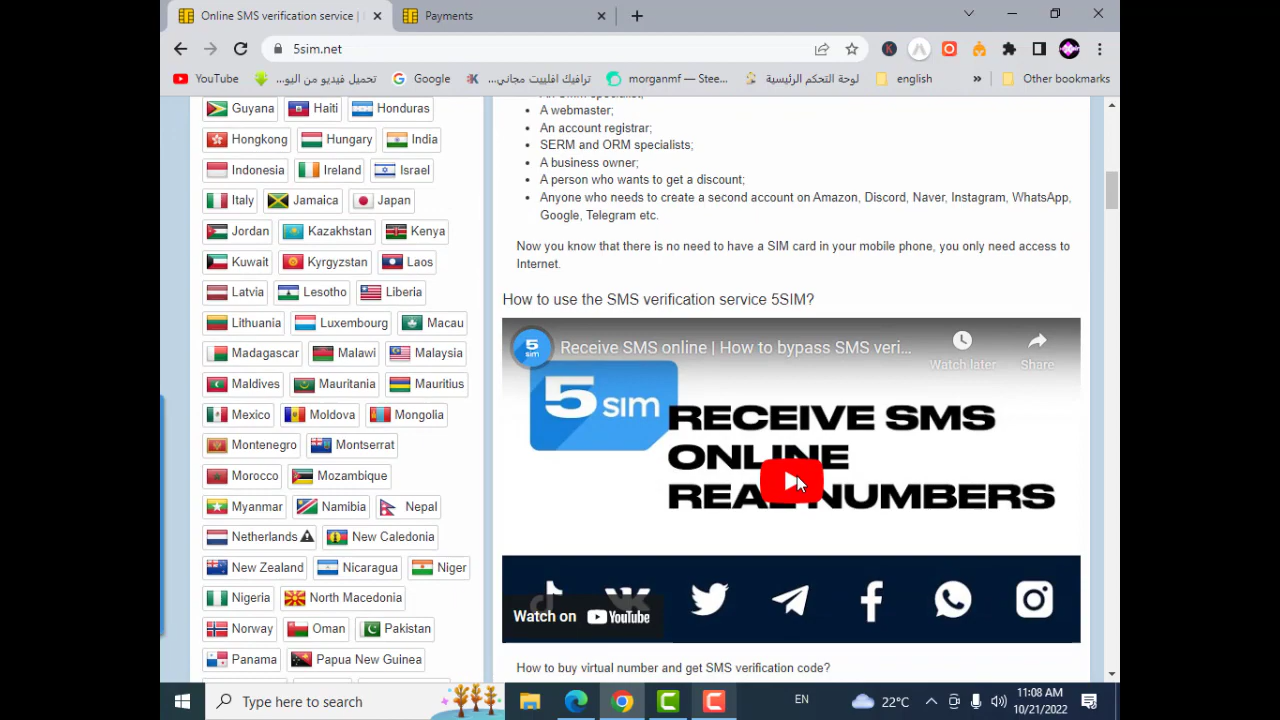 Online SMS verification service |
Payments
5sim.net
YouTube
تحميل فيديو من اليو...
Google
ترافيك افلييت مجاني...
morganmf — Stee...
لوحة التحكم الرئيسية
english
»
Other bookmarks
Guyana Haiti Honduras
Hongkong Hungary India
Indonesia Ireland Israel
Italy Jamaica Japan
Jordan Kazakhstan Kenya
Kuwait Kyrgyzstan Laos
Latvia Lesotho Liberia
Lithuania Luxembourg Macau
Madagascar Malawi Malaysia
Maldives Mauritania Mauritius
Mexico Moldova Mongolia
Montenegro Montserrat
Morocco Mozambique
Myanmar Namibia Nepal
Netherlands New Caledonia
New Zealand Nicaragua Niger
Nigeria North Macedonia
Norway Oman Pakistan
Panama Papua New Guinea
• A webmaster;
• An account registrar;
• SERM and ORM specialists;
• A business owner;
• A person who wants to get a discount;
• Anyone who needs to create a second account on Amazon, Discord, Naver, Instagram, WhatsApp,
Google, Telegram etc.
Now you know that there is no need to have a SIM card in your mobile phone, you only need access to
Internet.
How to use the SMS verification service 5SIM?
5 sim
Receive SMS online | How to bypass SMS veri...
Watch later
Share
5 sim
RECEIVE SMS
ONLINE
REAL NUMBERS
Watch on YouTube
How to buy virtual number and get SMS verification code?
Type here to search
EN
22°C
11:08 AM
10/21/2022